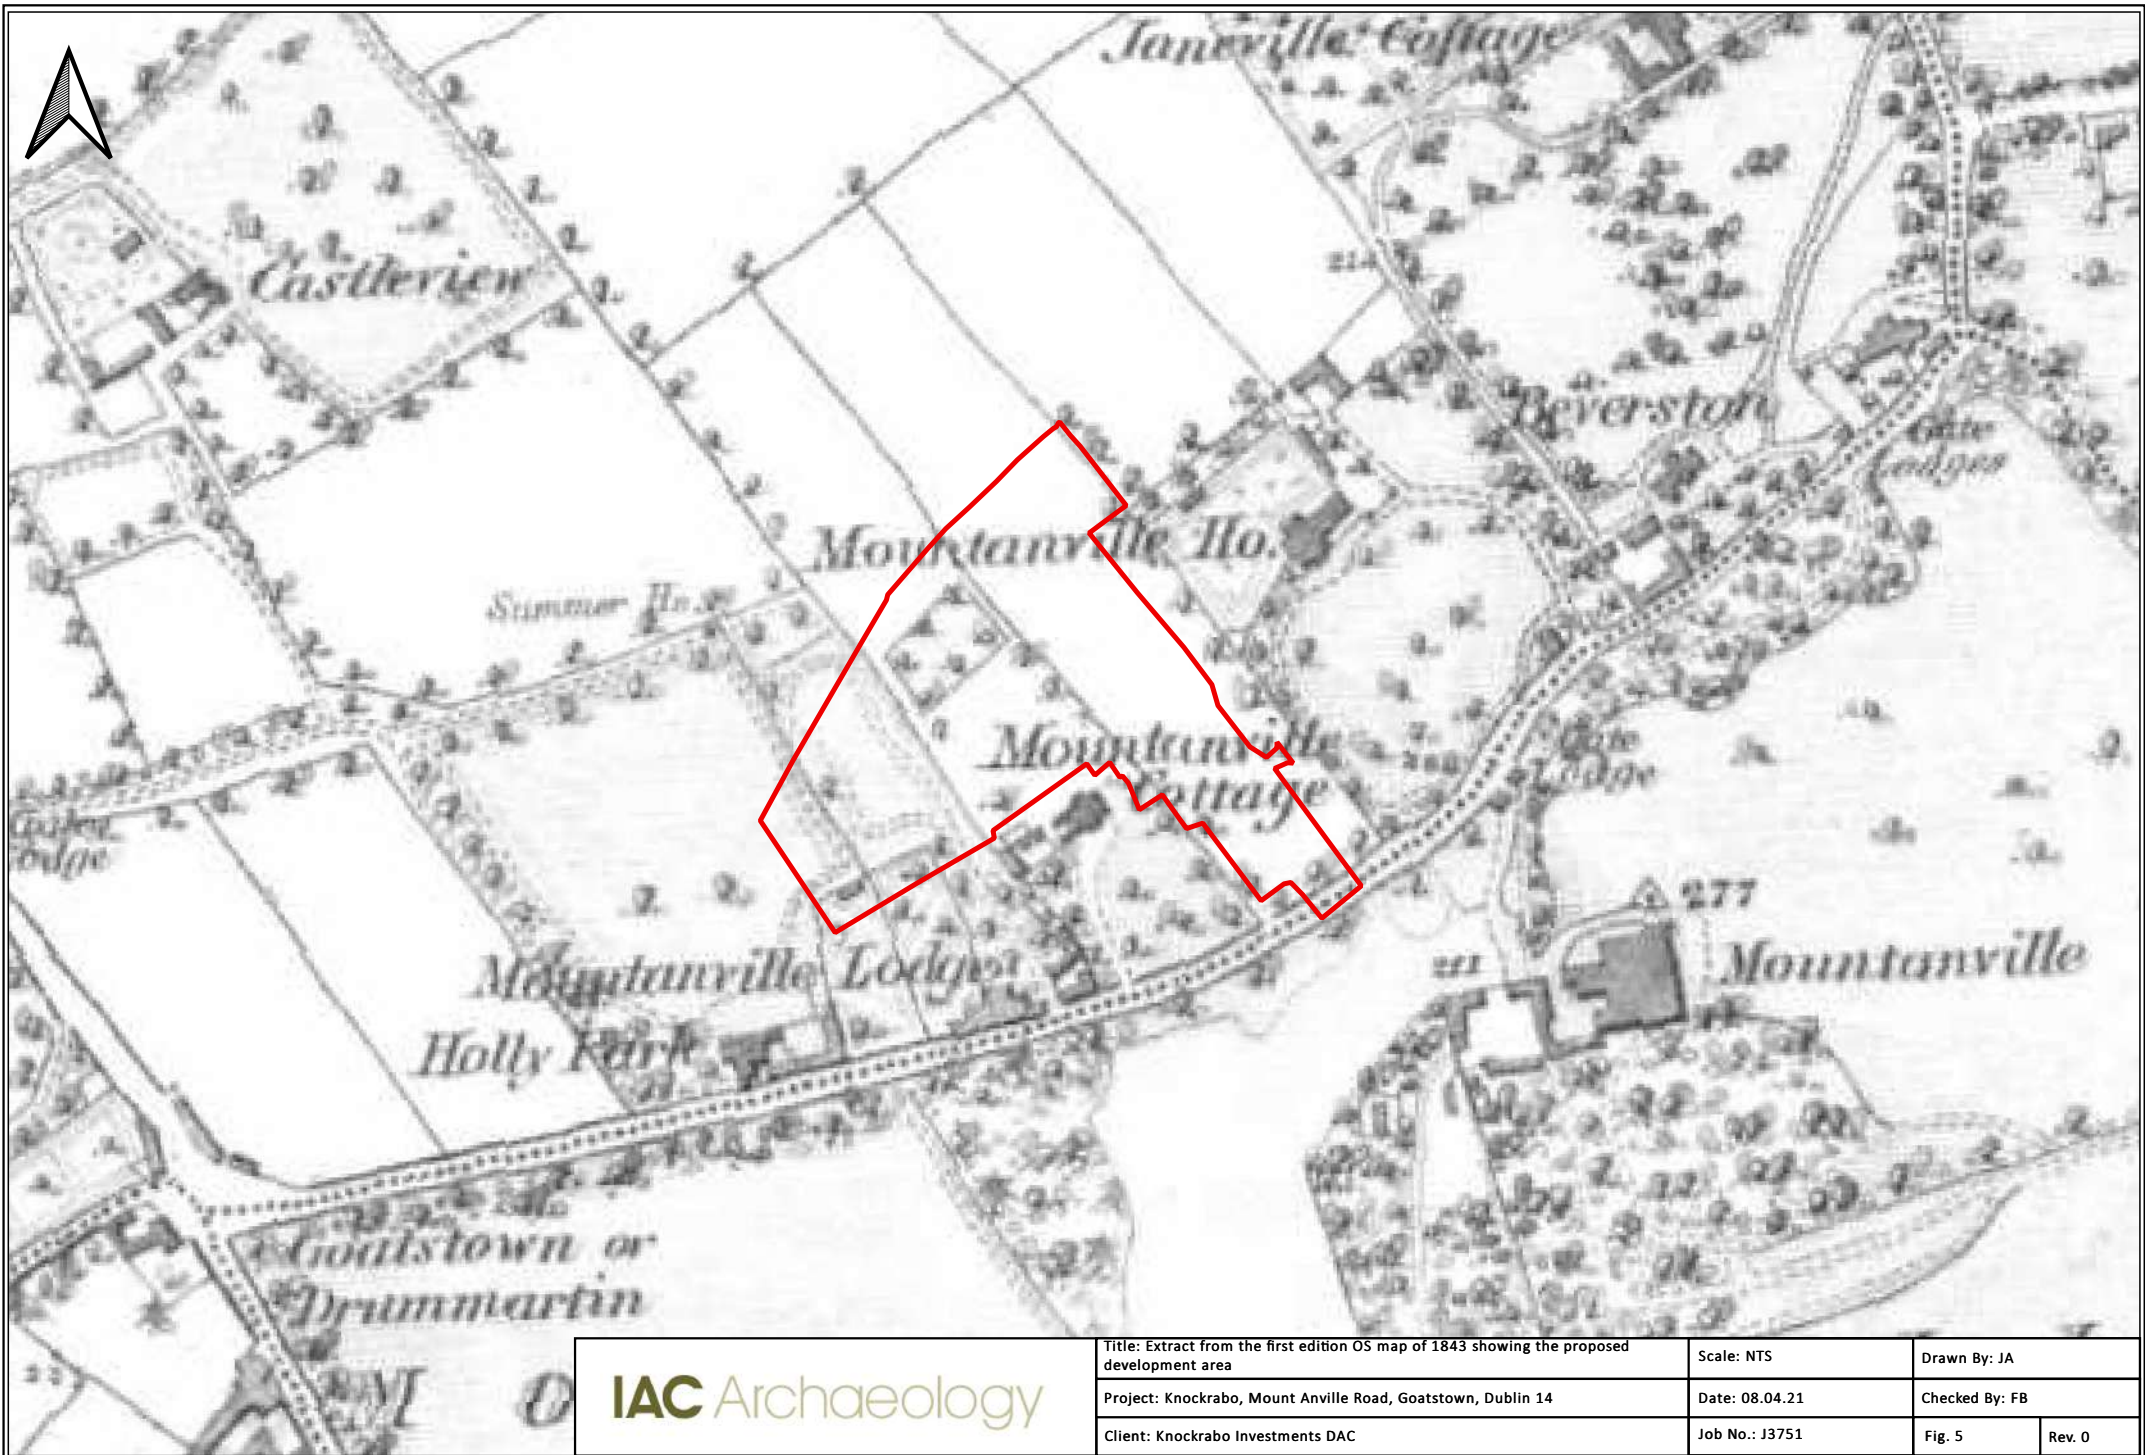 Janeville Cottage
Castleview
214
Beverston
Gate
Lodges
Mountanville Ho.
Summer Ho.
Mountanville
Cottage
Gate
Lodge
Lodge
277
Mountanville
Mountanville Lodge
Holly Park
Goatstown or
Drummartin
M O
IAC Archaeology
Title: Extract from the first edition OS map of 1843 showing the proposed
development area
Scale: NTS
Drawn By: JA
Project: Knockrabo, Mount Anville Road, Goatstown, Dublin 14
Date: 08.04.21
Checked By: FB
Client: Knockrabo Investments DAC
Job No.: J3751
Fig. 5
Rev. 0